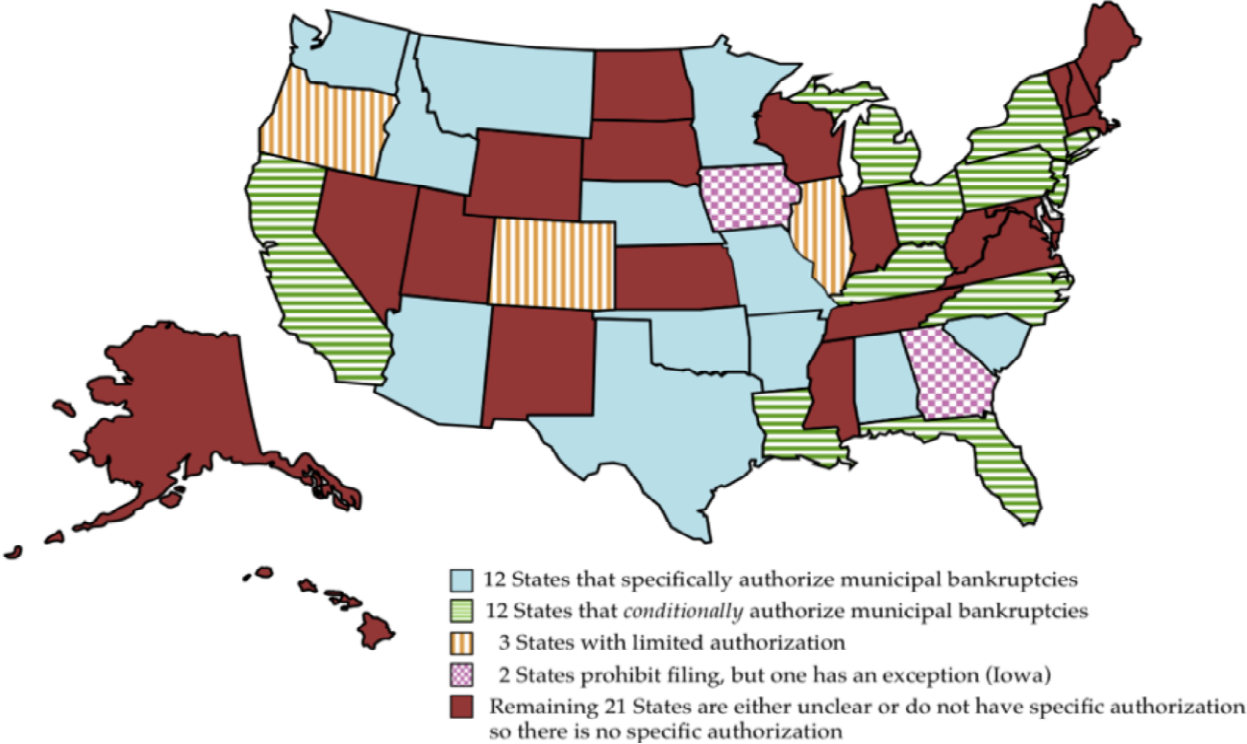 12 States that specifically authorize municipal bankruptcies
12 States that conditionally authorize municipal bankruptcies
3 States with limited authorization
2 States prohibit filing, but one has an exception (Iowa)
Remaining 21 States are either unclear or do not have specific authorization
so there is no specific authorization